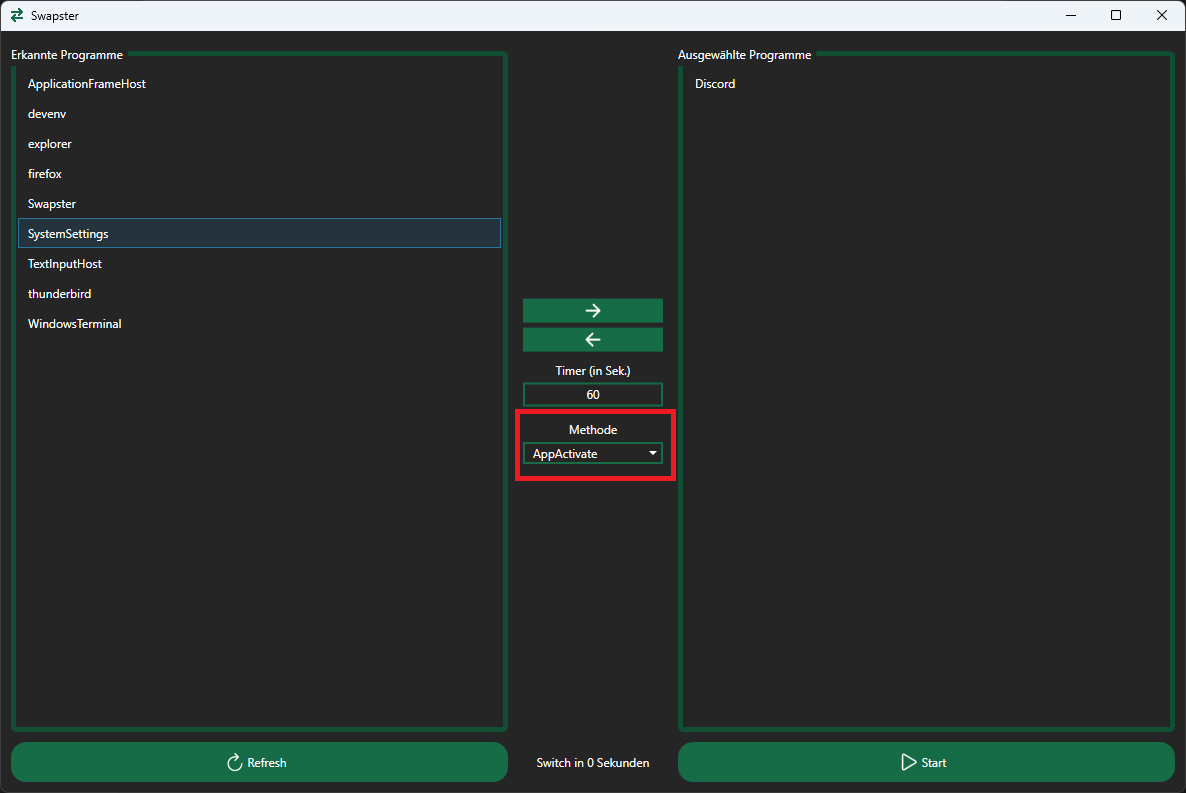 Swapster
Erkannte Programme
ApplicationFrameHost
devenv
explorer
firefox
Swapster
SystemSettings
TextInputHost
thunderbird
WindowsTerminal
Refresh
Timer (in Sek.)
60
Methode
AppActivate
Switch in 0 Sekunden
Ausgewählte Programme
Discord
Start